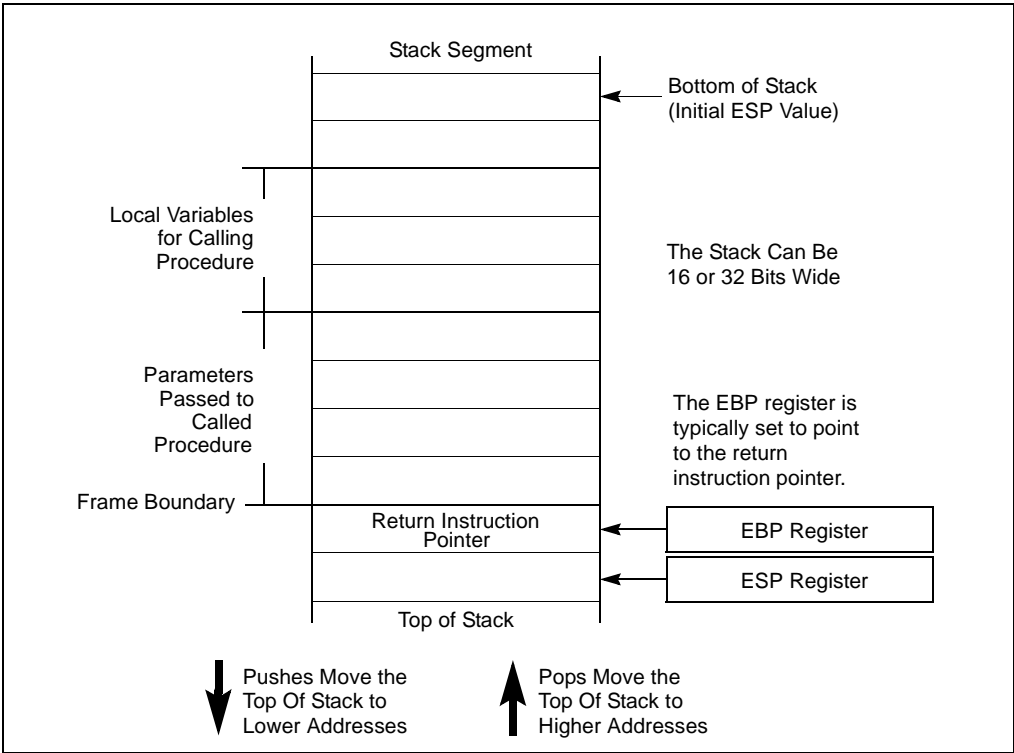 Stack Segment
Bottom of Stack
(Initial ESP Value)
Local Variables
for Calling
Procedure
The Stack Can Be
16 or 32 Bits Wide
Parameters
Passed to
Called
Procedure
The EBP register is
typically set to point
to the return
instruction pointer.
Frame Boundary
Return Instruction
Pointer
EBP Register
ESP Register
Top of Stack
Pushes Move the
Top Of Stack to
Lower Addresses
Pops Move the
Top Of Stack to
Higher Addresses